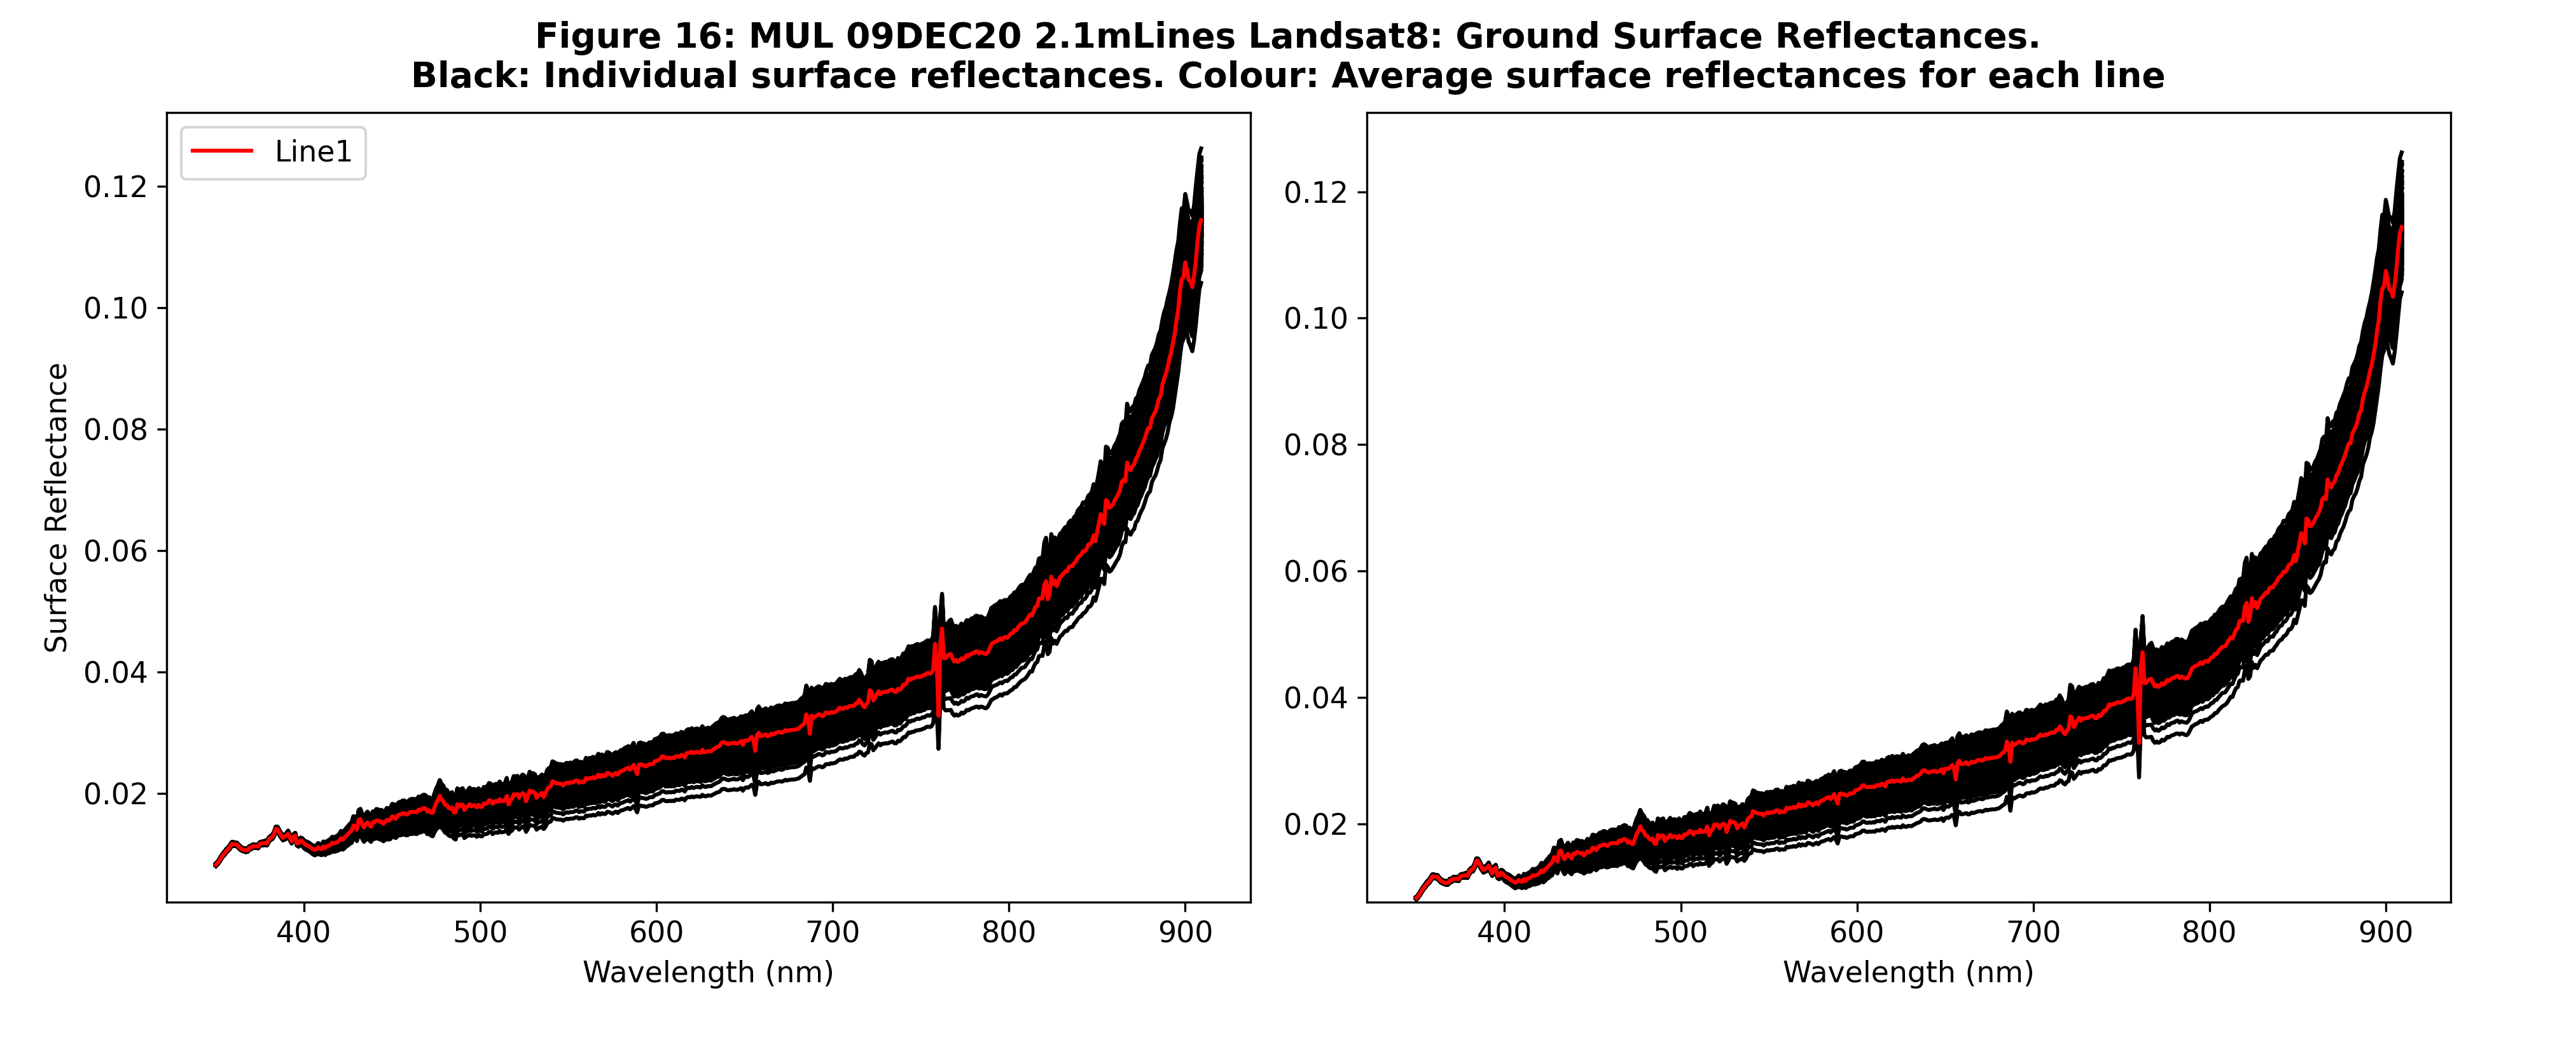 Figure 16: MUL 09DEC20 2.1mLines Landsat8: Ground Surface Reflectances.
Black: Individual surface reflectances. Colour: Average surface reflectances for each line
Line1
Surface Reflectance
0.12
0.10
0.08
0.06
0.04
0.02
400 500 600 700 800 900
Wavelength (nm)
0.12
0.10
0.08
0.06
0.04
0.02
400 500 600 700 800 900
Wavelength (nm)